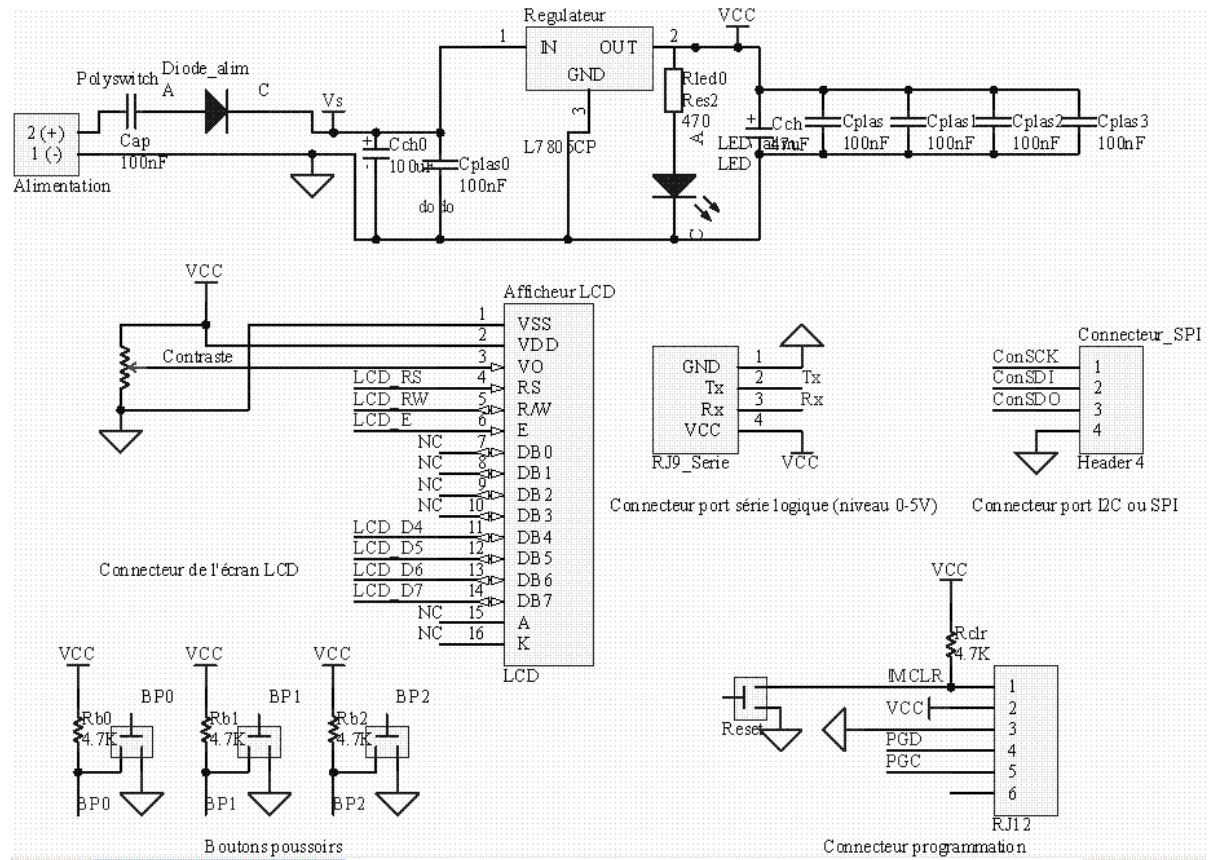 Regulateur
VCC
1
IN
OUT
2
GND
3
L7805CP
Polyswitch
Diode_alim
A
C
Vs
2 (+)
1 (-)
Cap
100nF
Alimentation
Cch0
100uF
Cplas0
100nF
Rled0
Res2
470
A
LED
C
Cch
47uF
Cplas
100nF
Cplas1
100nF
Cplas2
100nF
Cplas3
100nF
VCC
Contraste
Afficheur LCD
1 VSS
2 VDD
3 VO
LCD_RS 4 RS
LCD_RW 5 R/W
LCD_E 6 E
NC 7 DB0
NC 8 DB1
NC 9 DB2
NC 10 DB3
LCD_D4 11 DB4
LCD_D5 12 DB5
LCD_D6 13 DB6
LCD_D7 14 DB7
NC 15 A
NC 16 K
LCD
Connecteur de l'écran LCD
GND 1
Tx 2 Tx
Rx 3 Rx
VCC 4
VCC
RJ9_Serie
Connecteur port série logique (niveau 0-5V)
Connecteur_SPI
ConSCK 1
ConSDI 2
ConSDO 3
4
Header 4
Connecteur port I2C ou SPI
VCC
Rb0
4.7K
BP0
BP0
VCC
Rb1
4.7K
BP1
BP1
VCC
Rb2
4.7K
BP2
BP2
Boutons poussoirs
VCC
Rclr
4.7K
!MCLR 1
VCC 2
3
PGD 4
PGC 5
6
Reset
RJ12
Connecteur programmation